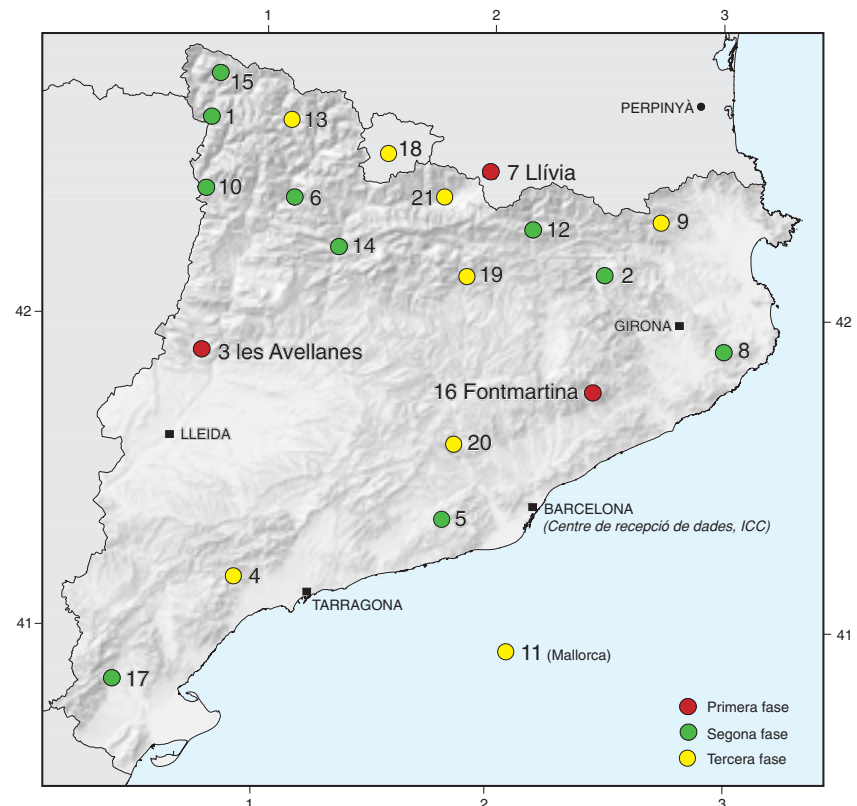 1 2 3
15
PERPINYÀ
1
13
18
7 Llívia
10
6
21
9
12
14
19
2
42
42
GIRONA
8
3 les Avellanes
16 Fontmartina
LLEIDA
20
BARCELONA
5
(Centre de recepció de dades, ICC)
4
TARRAGONA
41
41
11 (Mallorca)
17
Primera fase
Segona fase
Tercera fase
1 2 3